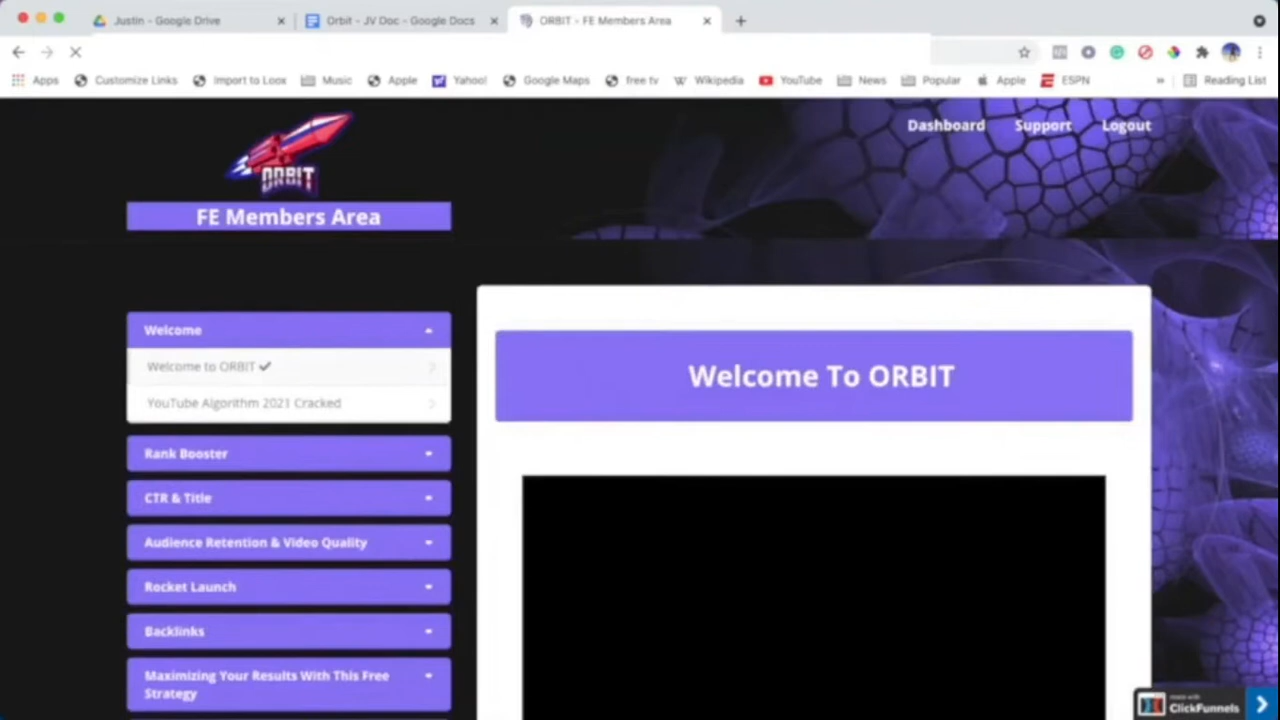 Justin - Google Drive
Orbit - JV Doc - Google Docs
ORBIT - FE Members Area
Apps
Customize Links
Import to Loox
Music
Apple
Yahoo!
Google Maps
free tv
Wikipedia
YouTube
News
Popular
Apple
ESPN
»
Reading List
Dashboard
Support
Logout
ORBIT
FE Members Area
Welcome
Welcome to ORBIT
YouTube Algorithm 2021 Cracked
Rank Booster
CTR & Title
Audience Retention & Video Quality
Rocket Launch
Backlinks
Maximizing Your Results With This Free
Strategy
Welcome To ORBIT
made with
ClickFunnels